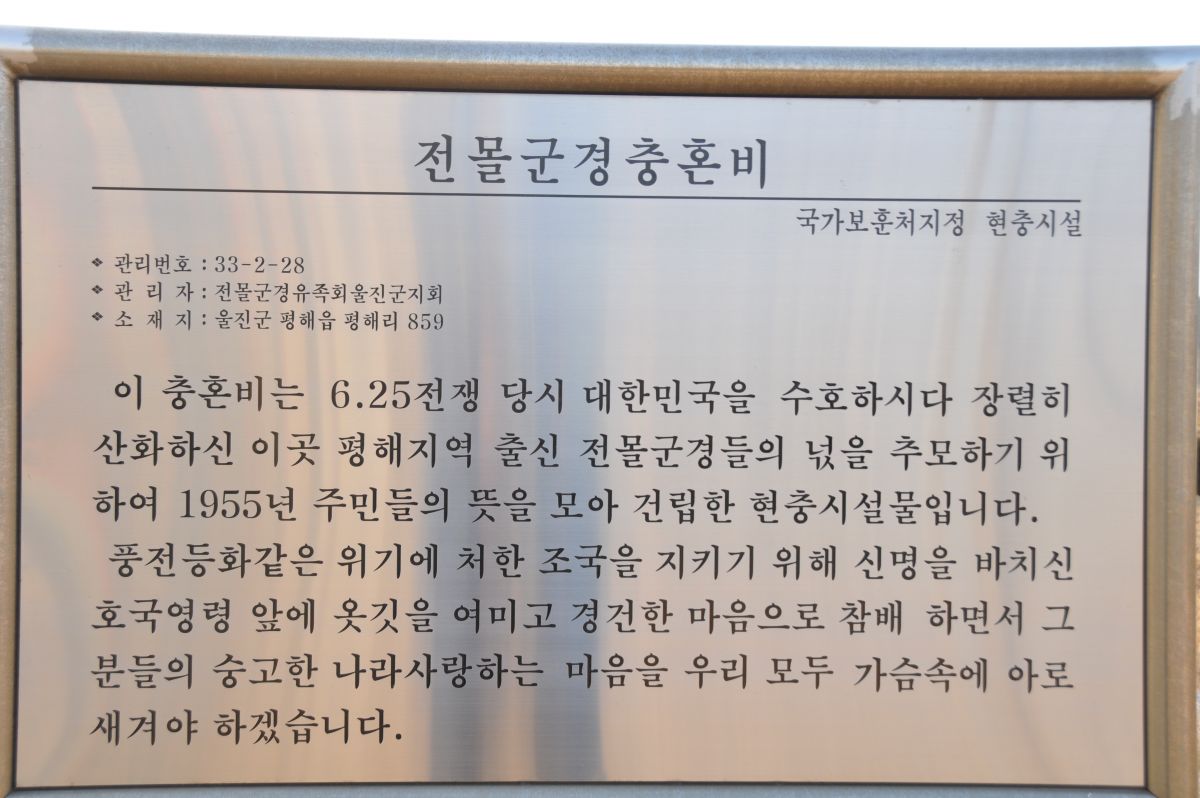 전몰군경충혼비
국가보훈처지정 현충시설
❖ 관리번호 : 33-2-28
❖ 관 리 자 : 전몰군경유족회울진군지회
❖ 소 재 지 : 울진군 평해읍 평해리 859
이 충혼비는 6.25전쟁 당시 대한민국을 수호하시다 장렬히
산화하신 이곳 평해지역 출신 전몰군경들의 넋을 추모하기 위
하여 1955년 주민들의 뜻을 모아 건립한 현충시설물입니다.
풍전등화같은 위기에 처한 조국을 지키기 위해 신명을 바치신
호국영령 앞에 옷깃을 여미고 경건한 마음으로 참배 하면서 그
분들의 숭고한 나라사랑하는 마음을 우리 모두 가슴속에 아로
새겨야 하겠습니다.